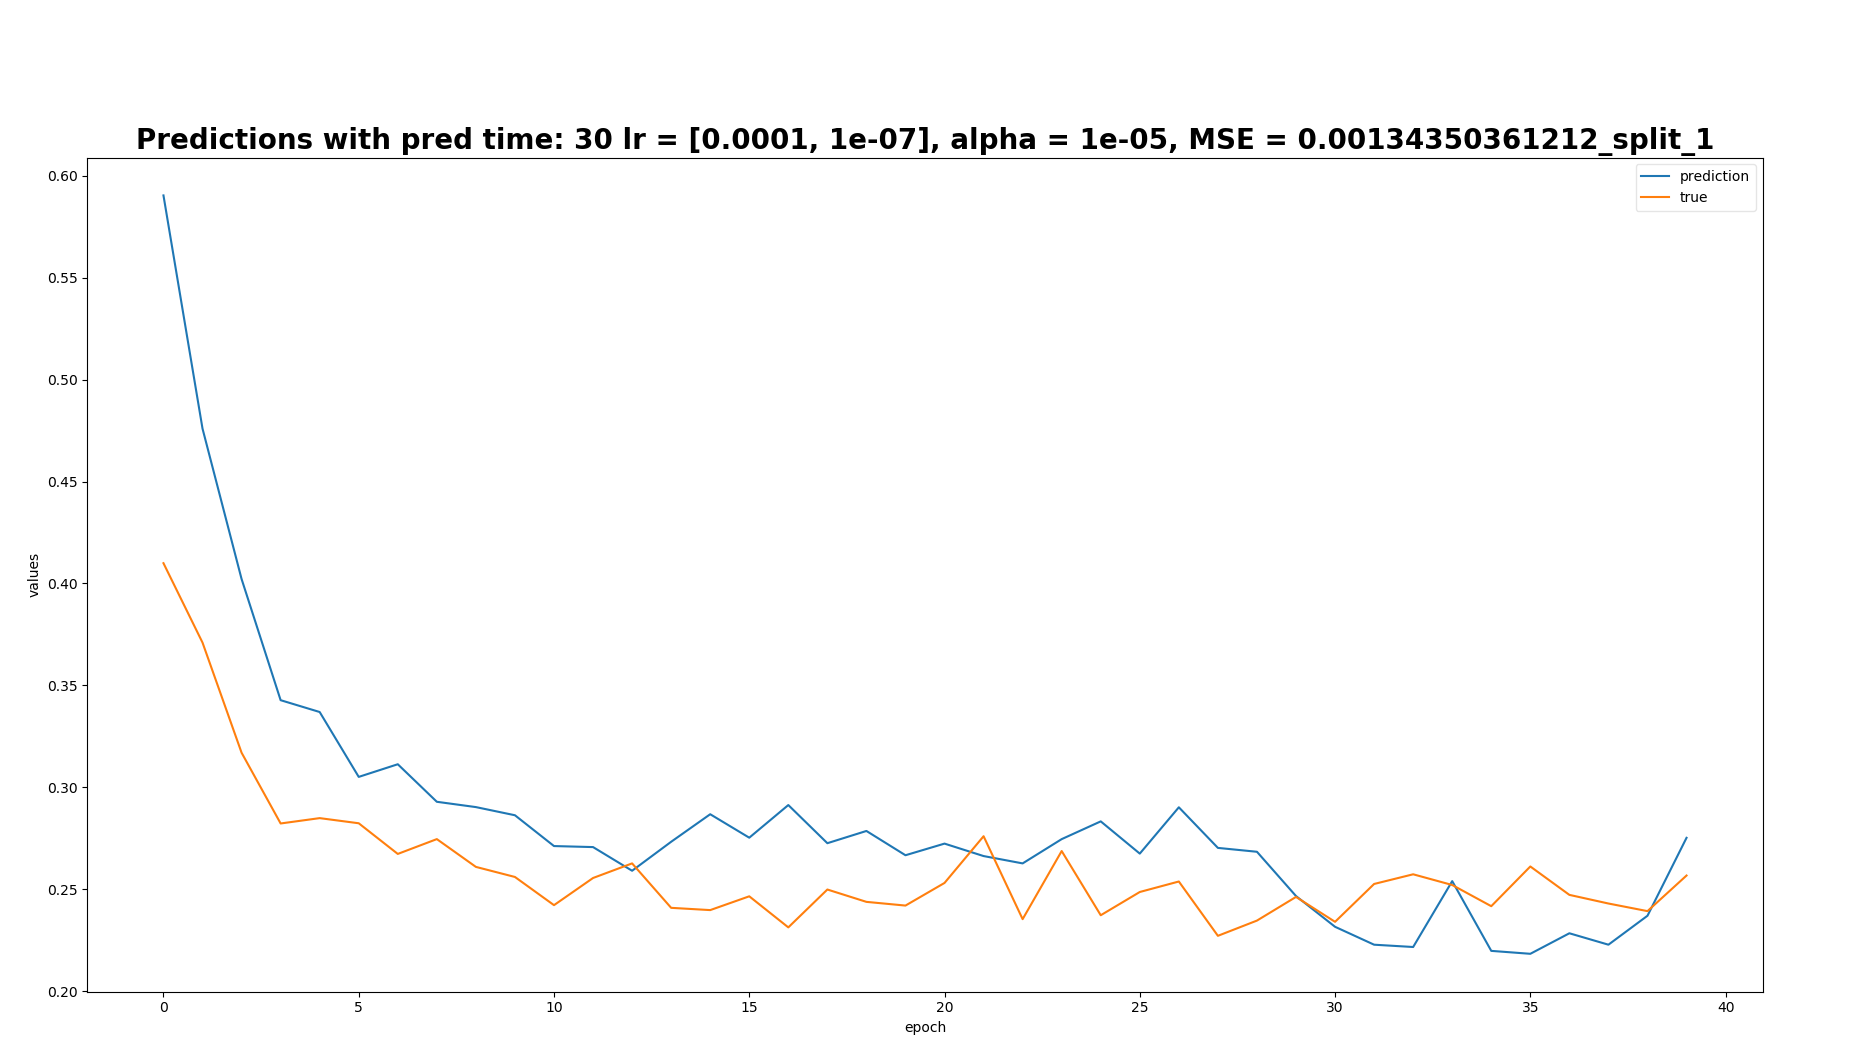 Predictions with pred time: 30 lr = [0.0001, 1e-07], alpha = 1e-05, MSE = 0.00134350361212_split_1
prediction
true
0.60
0.55
0.50
0.45
0.40
0.35
0.30
0.25
0.20
values
0 5 10 15 20 25 30 35 40
epoch